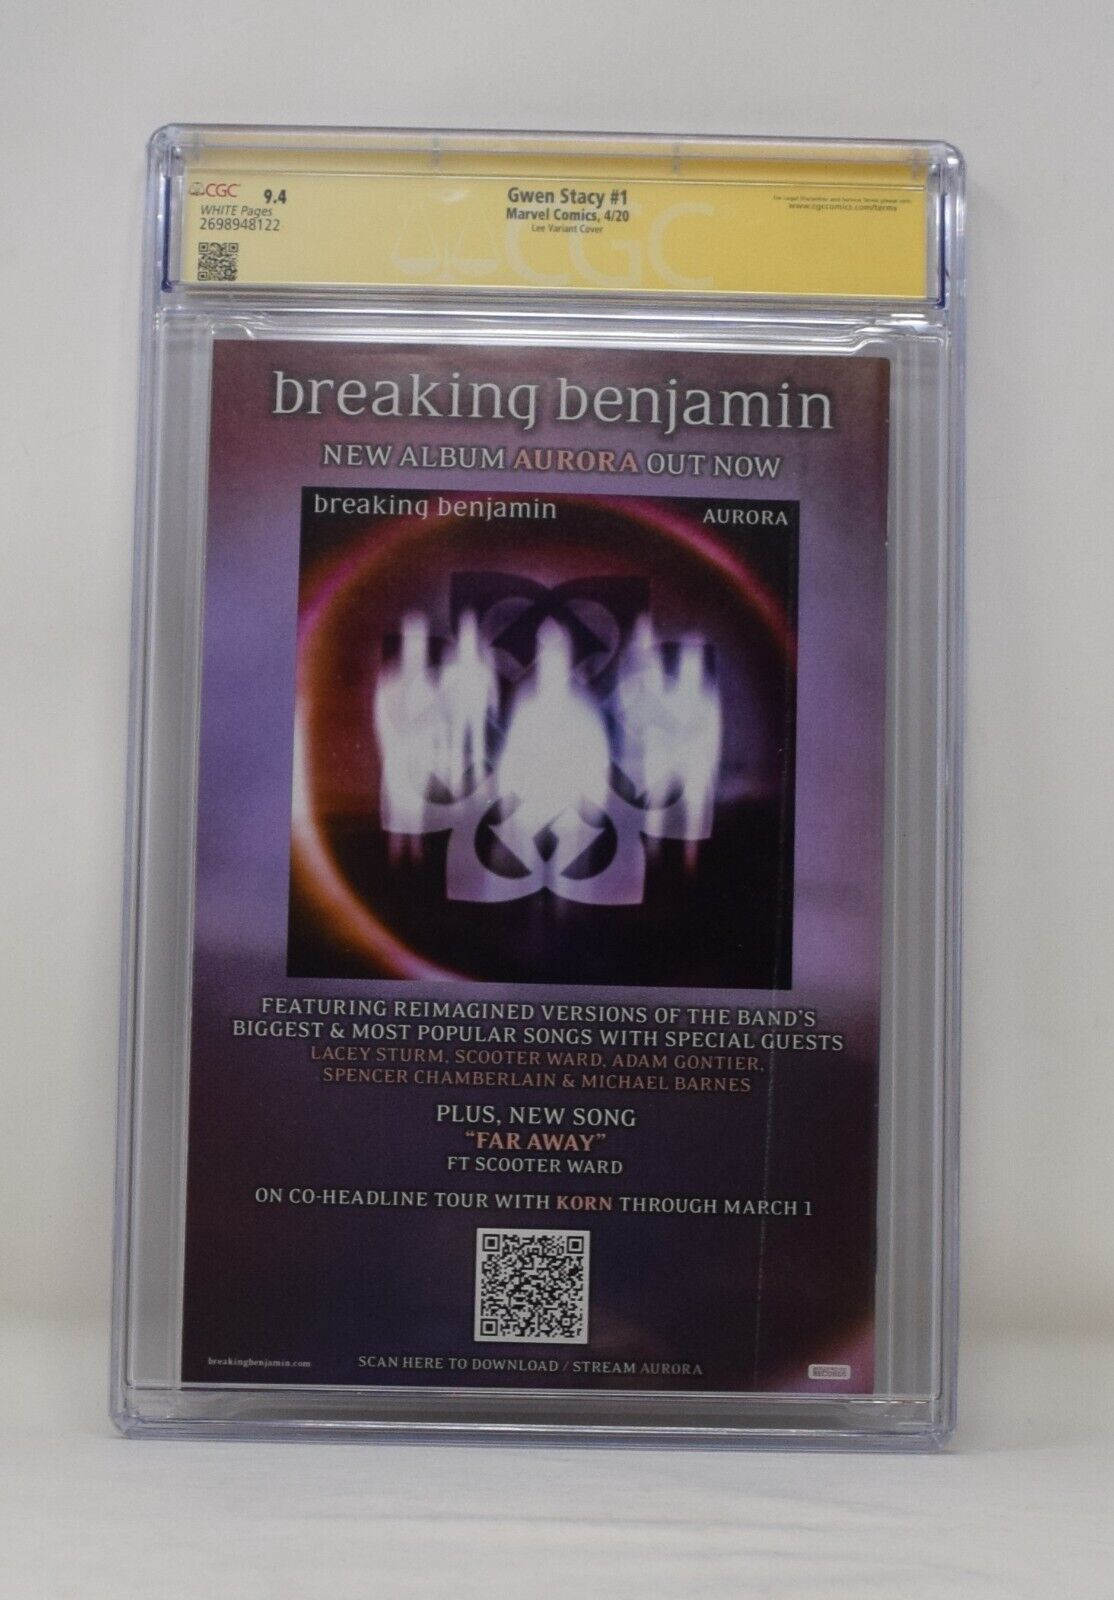 CGC 9.4
WHITE Pages
2698948122
Gwen Stacy #1
Marvel Comics, 4/20
Lee Variant Cover
www.cgccomics.com/terms
CGC
breaking benjamin
NEW ALBUM AURORA OUT NOW
breaking benjamin AURORA
FEATURING REIMAGINED VERSIONS OF THE BAND'S
BIGGEST & MOST POPULAR SONGS WITH SPECIAL GUESTS
LACEY STURM, SCOOTER WARD, ADAM GONTIER,
SPENCER CHAMBERLAIN & MICHAEL BARNES
PLUS, NEW SONG
"FAR AWAY"
FT SCOOTER WARD
ON CO-HEADLINE TOUR WITH KORN THROUGH MARCH 1
breakingbenjamin.com
SCAN HERE TO DOWNLOAD / STREAM AURORA